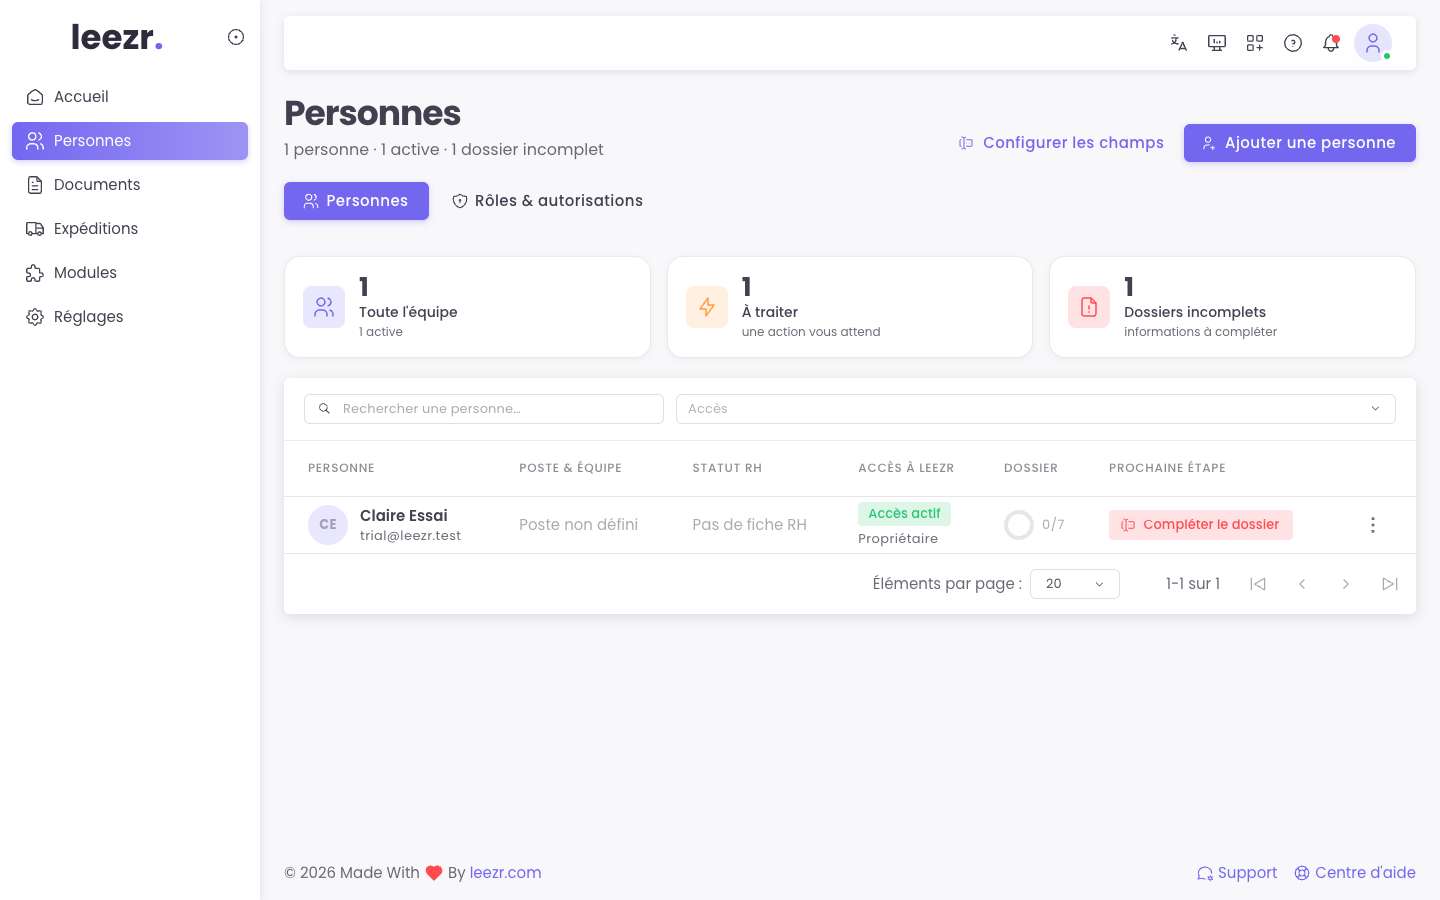 leezr.
Accueil
Personnes
Documents
Expéditions
Modules
Réglages
Personnes
1 personne · 1 active · 1 dossier incomplet
Configurer les champs
Ajouter une personne
Personnes
Rôles & autorisations
1
Toute l'équipe
1 active
1
À traiter
une action vous attend
1
Dossiers incomplets
informations à compléter
Rechercher une personne...
Accès
PERSONNE POSTE & ÉQUIPE STATUT RH ACCÈS À LEEZR DOSSIER PROCHAINE ÉTAPE
CE
Claire Essai
trial@leezr.test
Poste non défini
Pas de fiche RH
Accès actif
Propriétaire
0/7
Compléter le dossier
Éléments par page : 20 1-1 sur 1
© 2026 Made With By leezr.com
Support
Centre d'aide